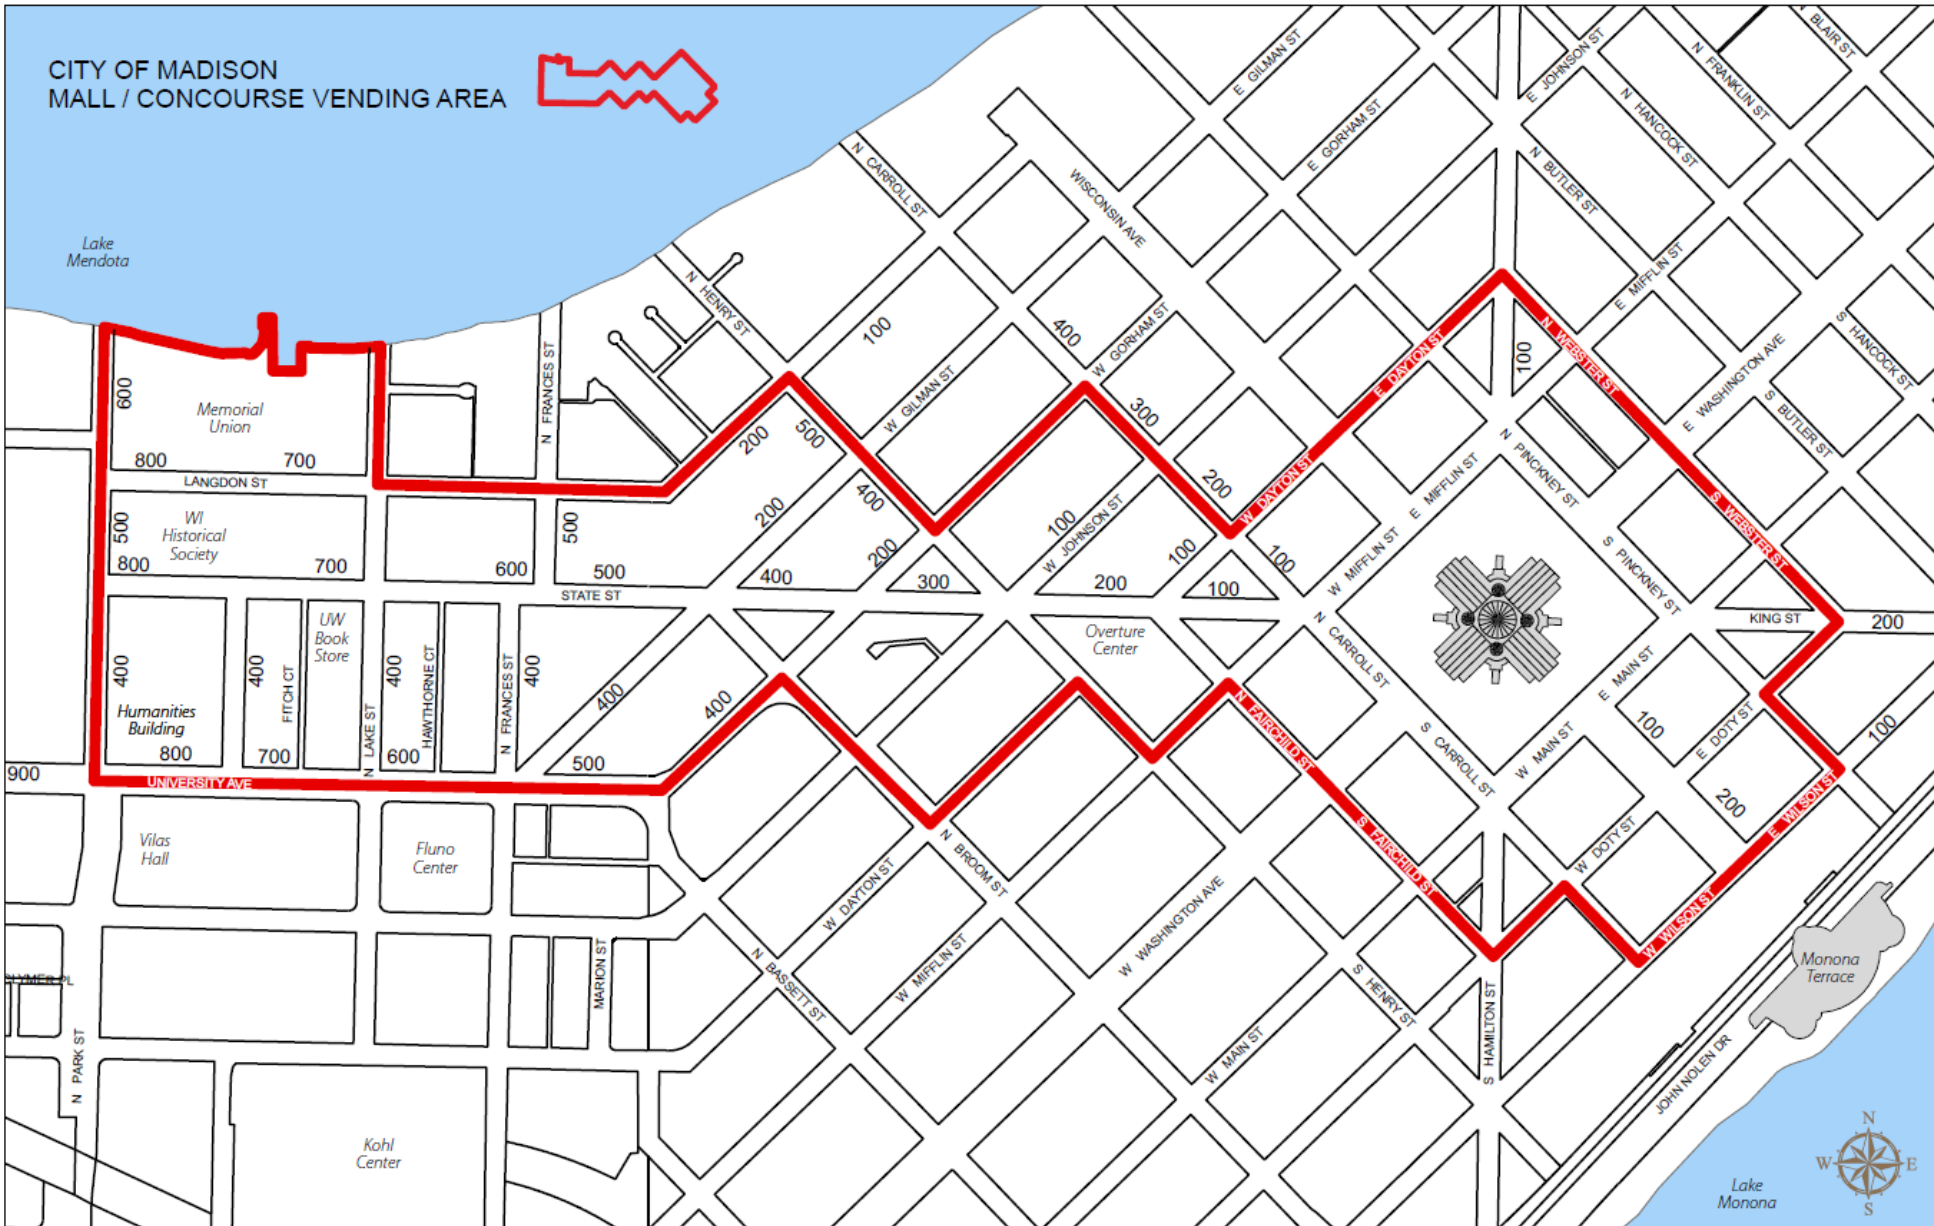 CITY OF MADISON
MALL / CONCOURSE VENDING AREA
Lake
Mendota
N CARROLL ST
WISCONSIN AVE
E GILMAN ST
E GORHAM ST
E JOHNSON ST
N BLAIR ST
N FRANKLIN ST
N HANCOCK ST
N BUTLER ST
E MIFFLIN ST
E WASHINGTON AVE
S HANCOCK ST
S BUTLER ST
N HENRY ST
N FRANCES ST
100
W GILMAN ST
400
W GORHAM ST
300
200
E DAYTON ST
W DAYTON ST
N WEBSTER ST
S WEBSTER ST
100
600
Memorial
Union
800
700
LANGDON ST
200
500
400
200
200
500
WI
Historical
Society
500
800
700
600
500
STATE ST
400
300
100
W JOHNSON ST
200
100
100
100
W MIFFLIN ST
E MIFFLIN ST
N PINCKNEY ST
S PINCKNEY ST
KING ST
200
UW
Book
Store
Overture
Center
N CARROLL ST
S CARROLL ST
E MAIN ST
W MAIN ST
100
E DOTY ST
W DOTY ST
200
100
400
400
FITCH CT
N LAKE ST
400
HAWTHORNE CT
N FRANCES ST
400
400
400
Humanities
Building
800
700
600
500
900
UNIVERSITY AVE
N FAIRCHILD ST
S FAIRCHILD ST
E WILSON ST
W WILSON ST
Vilas
Hall
Fluno
Center
W DAYTON ST
N BROOM ST
W MIFFLIN ST
N BASSETT ST
MARION ST
W WASHINGTON AVE
W MAIN ST
S HENRY ST
S HAMILTON ST
JOHN NOLEN DR
Monona
Terrace
N PARK ST
Kohl
Center
Lake
Monona
N
W
E
S